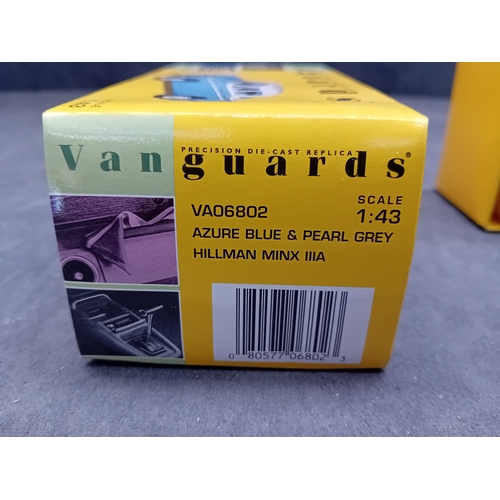 Vanguards®
PRECISION DIE-CAST REPLICA
SCALE
VA06802 1:43
AZURE BLUE & PEARL GREY
HILLMAN MINX IIIA
0 80577 06802 3